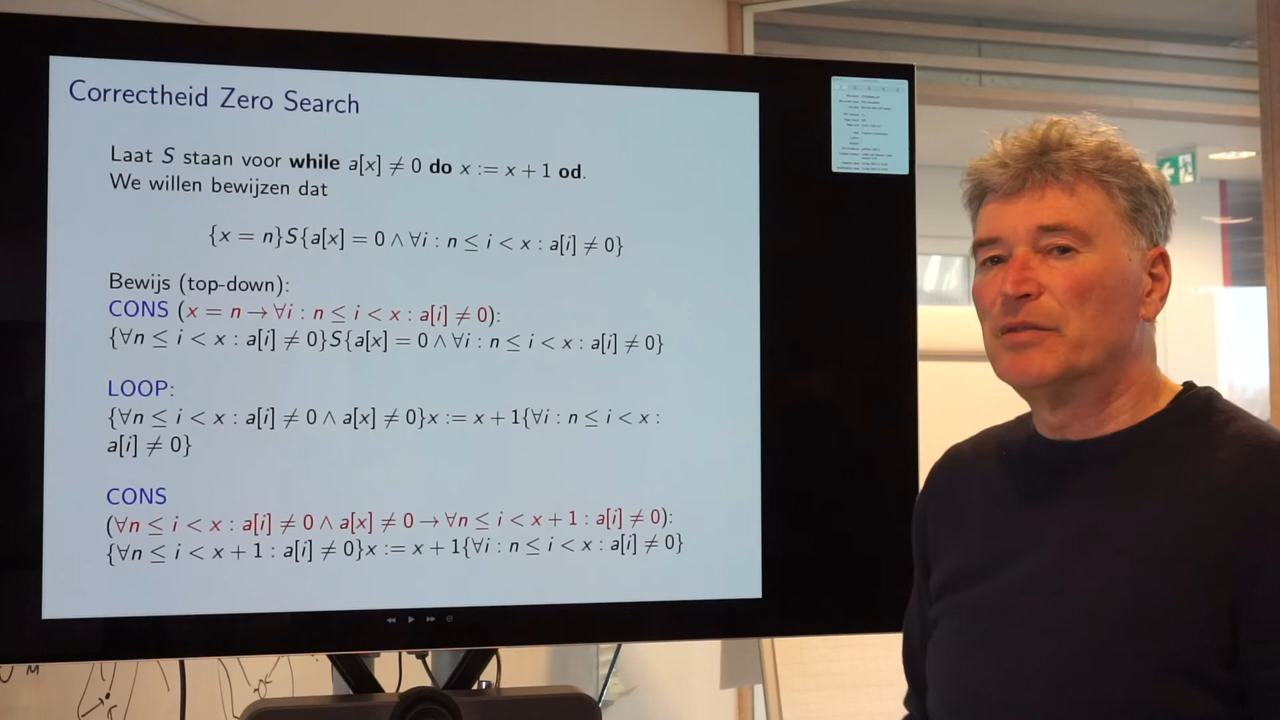 Correctheid Zero Search
Laat S staan voor while a[x] ≠ 0 do x := x + 1 od.
We willen bewijzen dat
{x = n}S{a[x] = 0 ∧ ∀i : n ≤ i < x : a[i] ≠ 0}
Bewijs (top-down):
CONS (x = n → ∀i : n ≤ i < x : a[i] ≠ 0):
{∀n ≤ i < x : a[i] ≠ 0}S{a[x] = 0 ∧ ∀i : n ≤ i < x : a[i] ≠ 0}
LOOP:
{∀n ≤ i < x : a[i] ≠ 0 ∧ a[x] ≠ 0}x := x + 1{∀i : n ≤ i < x :
a[i] ≠ 0}
CONS
(∀n ≤ i < x : a[i] ≠ 0 ∧ a[x] ≠ 0 → ∀n ≤ i < x + 1 : a[i] ≠ 0):
{∀n ≤ i < x + 1 : a[i] ≠ 0}x := x + 1{∀i : n ≤ i < x : a[i] ≠ 0}